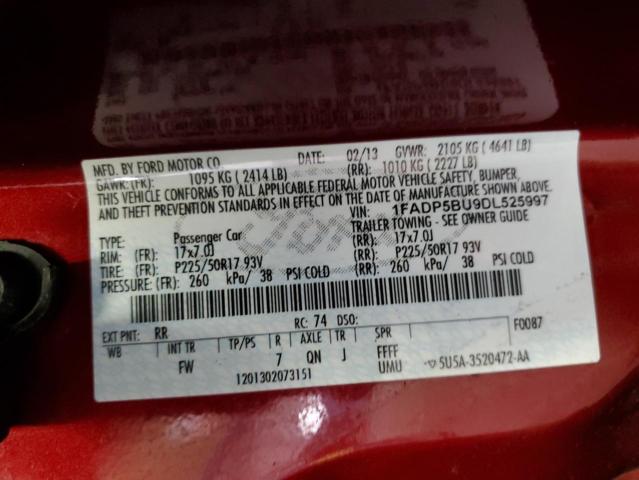 MFD. BY FORD MOTOR CO. DATE: 02/13 GVWR: 2105 KG ( 4641 LB)
GAWR: (FR): 1095 KG ( 2414 LB) (RR): 1010 KG ( 2227 LB)
THIS VEHICLE CONFORMS TO ALL APPLICABLE FEDERAL MOTOR VEHICLE SAFETY, BUMPER,
AND THEFT PREVENTION STANDARDS IN EFFECT ON THE DATE OF MANUFACTURE SHOWN ABOVE.
VIN: 1FADP5BU9DL525997
TYPE: Passenger Car TRAILER TOWING - SEE OWNER GUIDE
RIM: (FR): 17x7.0J (RR): 17x7.0J
TIRE: (FR): P225/50R17 93V (RR): P225/50R17 93V
PRESSURE: (FR) 260 kPa/ 38 PSI COLD (RR): 260 kPa/ 38 PSI COLD
EXT PNT: RR RC: 74 DSO: F0087
WB INT TR TP/PS R AXLE TR SPR
FW 7 QN J FFFF
1201302073151 UMU 5U5A-3520472-AA